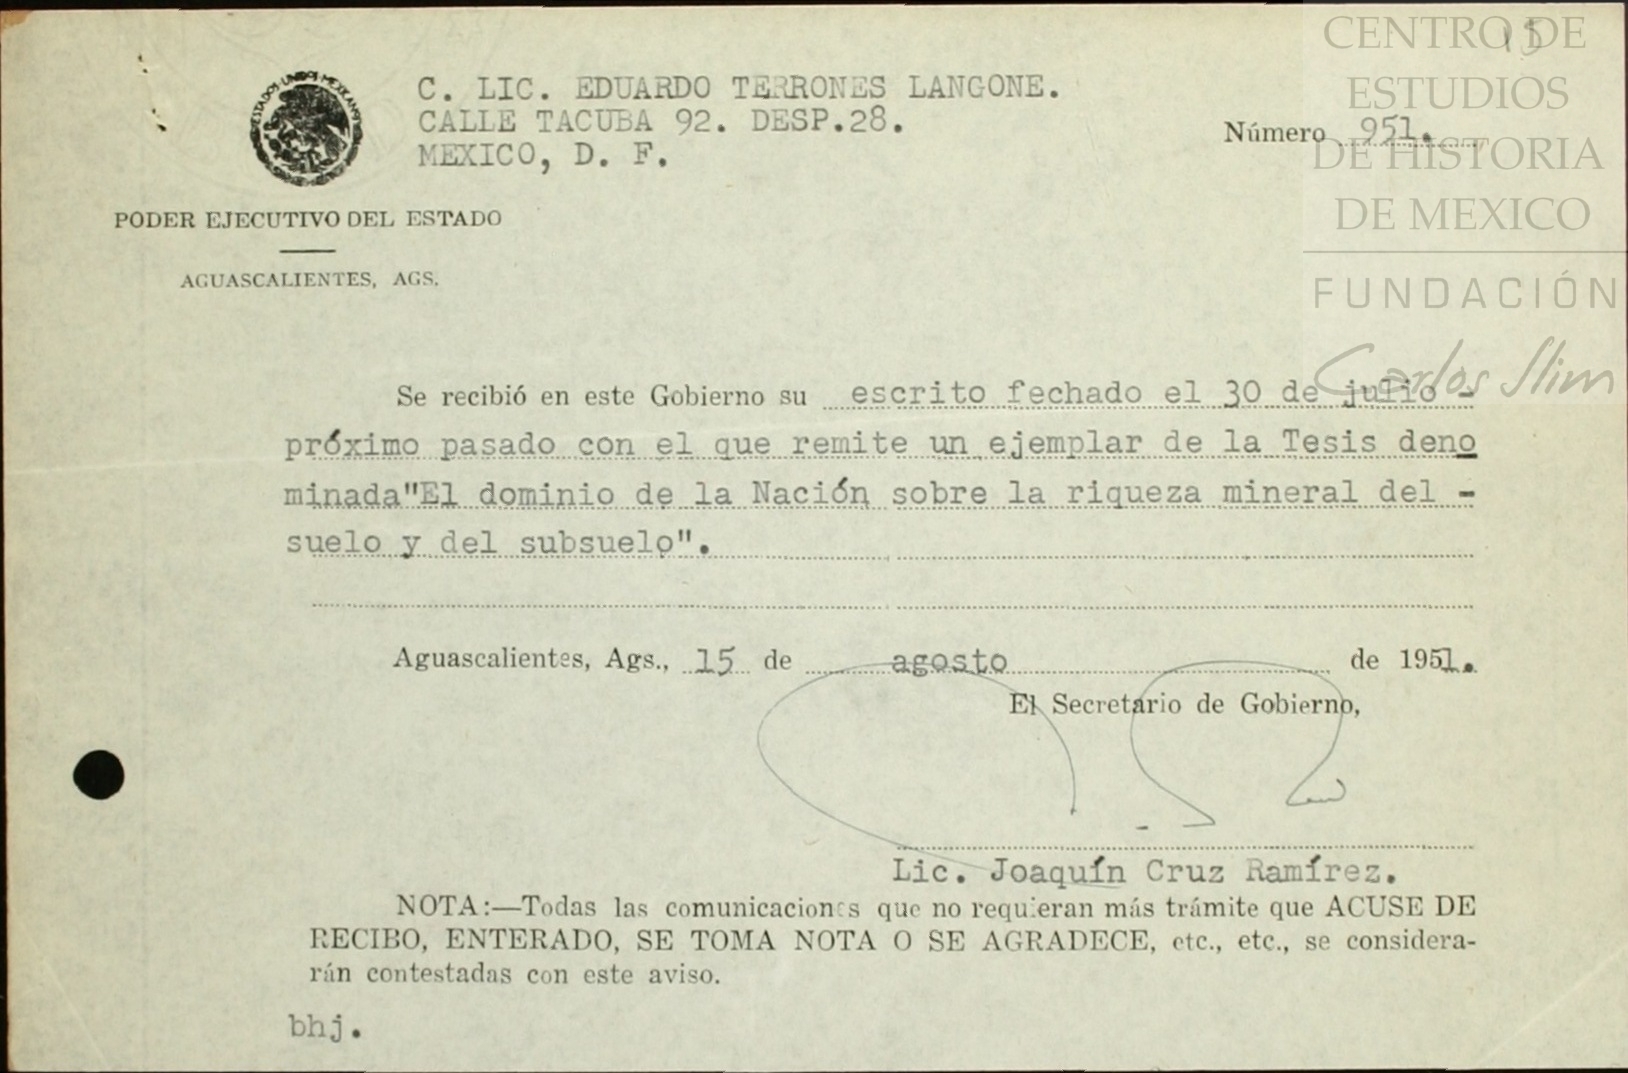 ESTADOS UNIDOS MEXICANOS
C. LIC. EDUARDO TERRONES LANGONE.
CALLE TACUBA 92. DESP.28.
MEXICO, D. F.
Número 951.
PODER EJECUTIVO DEL ESTADO
AGUASCALIENTES, AGS.
CENTRO DE
ESTUDIOS
DE HISTORIA
DE MEXICO
FUNDACIÓN
Carlos Slim
Se recibió en este Gobierno su escrito fechado el 30 de julio -
próximo pasado con el que remite un ejemplar de la Tesis deno
minada"El dominio de la Nación sobre la riqueza mineral del -
suelo y del subsuelo".
Aguascalientes, Ags., 15 de agosto de 1951.
El Secretario de Gobierno,
Lic. Joaquín Cruz Ramírez.
NOTA:—Todas las comunicaciones que no requieran más trámite que ACUSE DE
RECIBO, ENTERADO, SE TOMA NOTA O SE AGRADECE, etc., etc., se considera-
rán contestadas con este aviso.
bhj.